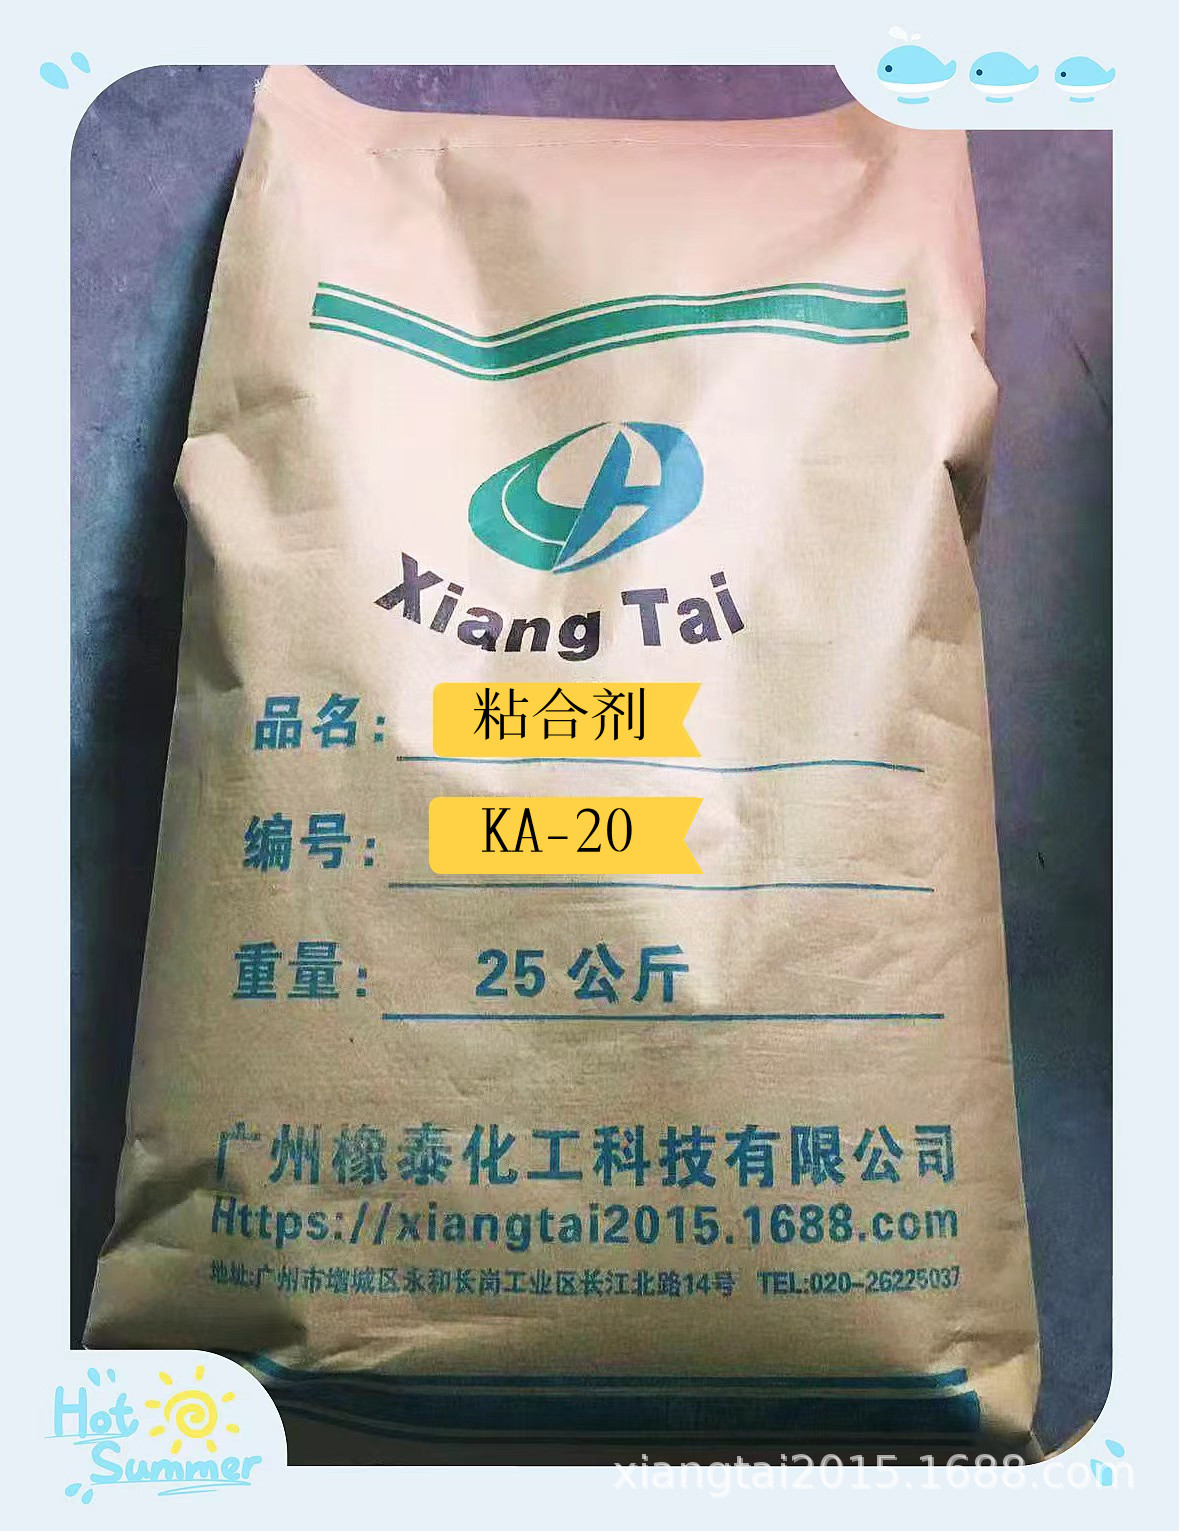 Xiang Tai
品名: 粘合剂
编号: KA-20
重量: 25 公斤
广州橡泰化工科技有限公司
Https://xiangtai2015.1688.com
地址:广州市增城区永和长岗工业区长江北路14号 TEL:020-26225037
Hot
Summer
xiangtai2015.1688.com